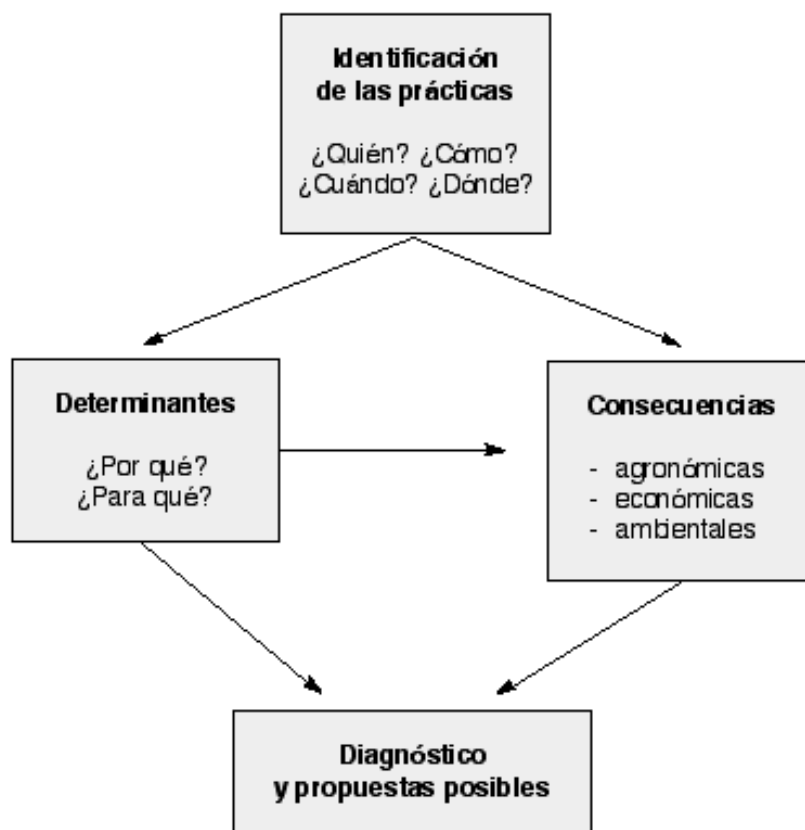 Identificación
de las prácticas
¿Quién? ¿Cómo?
¿Cuándo? ¿Dónde?
Determinantes
¿Por qué?
¿Para qué?
Consecuencias
- agronómicas
- económicas
- ambientales
Diagnóstico
y propuestas posibles